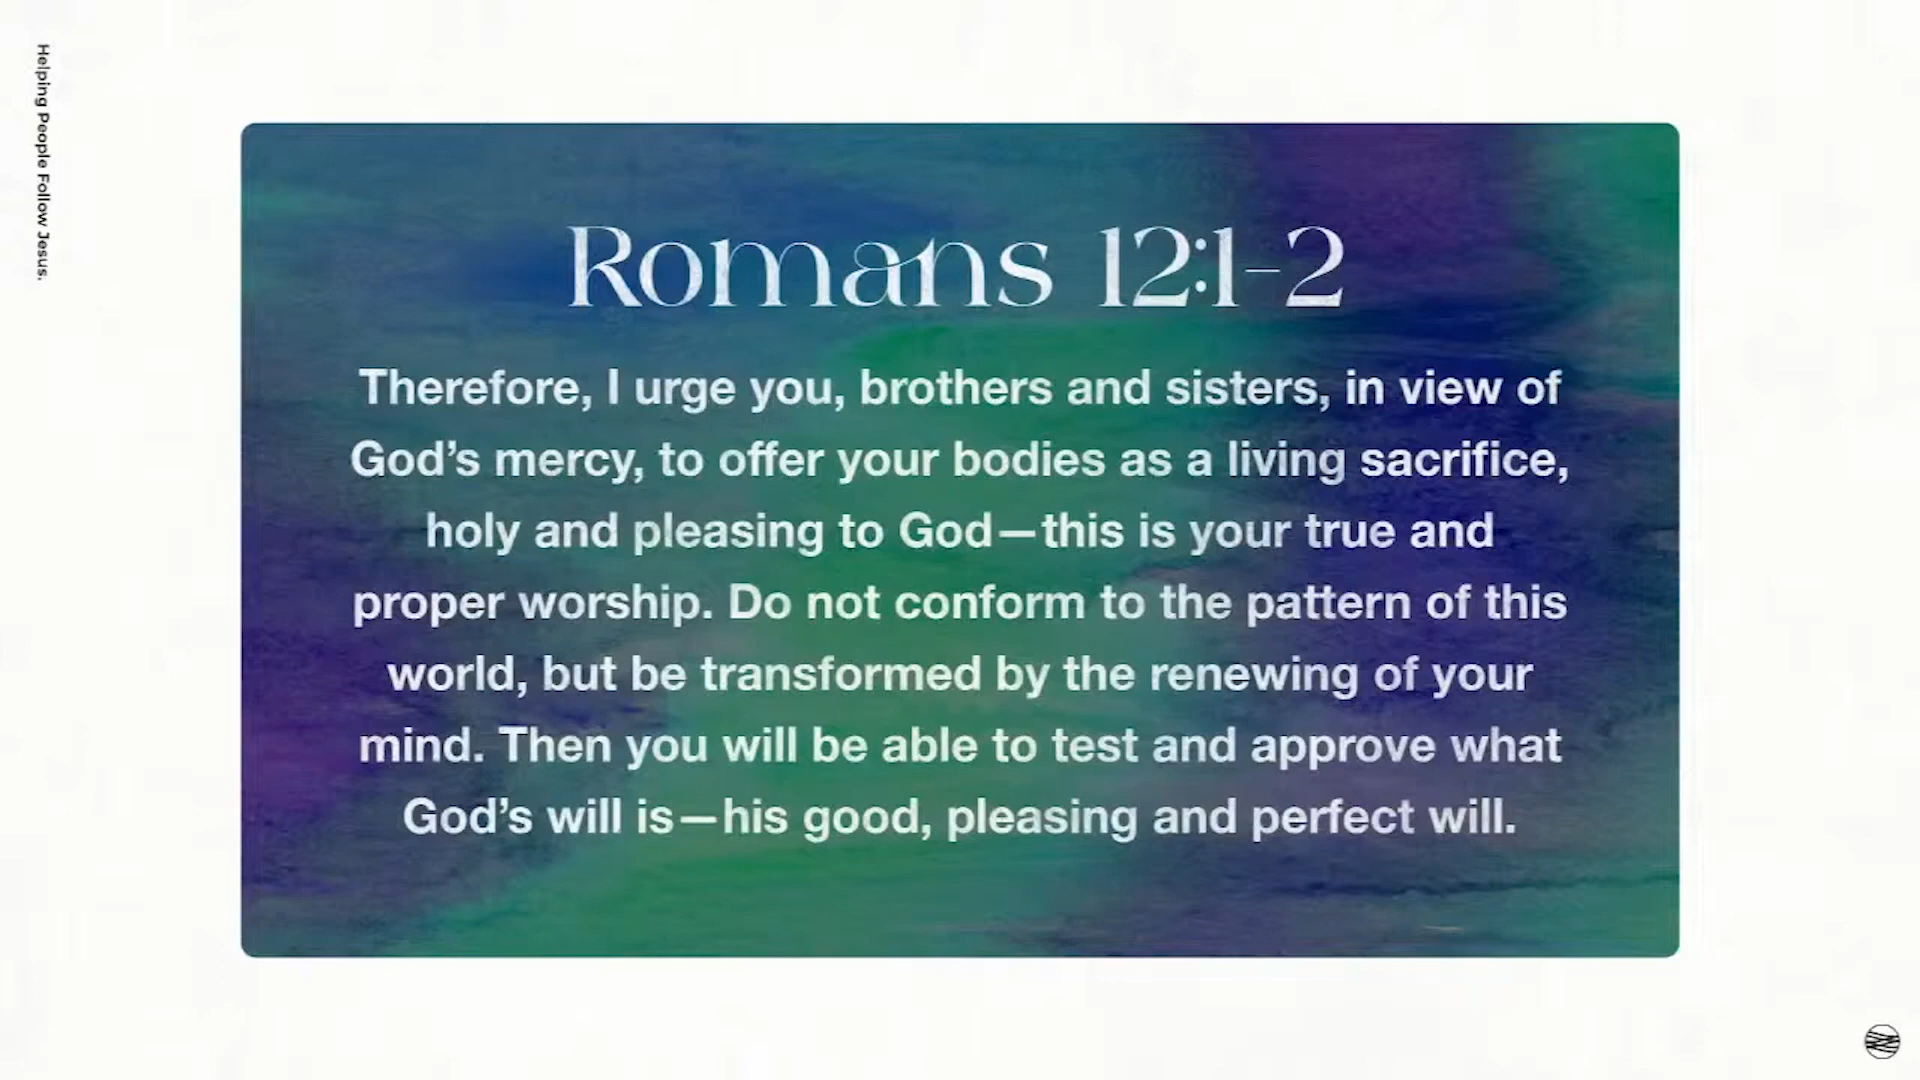 Helping People Follow Jesus.
Romans 12:1-2
Therefore, I urge you, brothers and sisters, in view of
God’s mercy, to offer your bodies as a living sacrifice,
holy and pleasing to God—this is your true and
proper worship. Do not conform to the pattern of this
world, but be transformed by the renewing of your
mind. Then you will be able to test and approve what
God’s will is—his good, pleasing and perfect will.